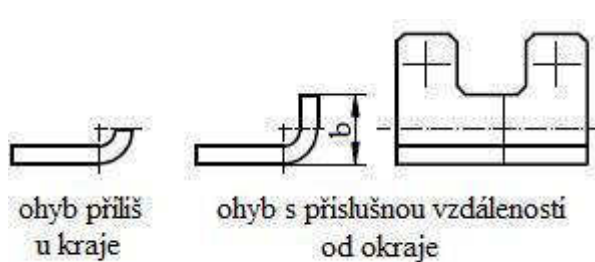 b
ohyb příliš
u kraje
ohyb s příslušnou vzdáleností
od okraje